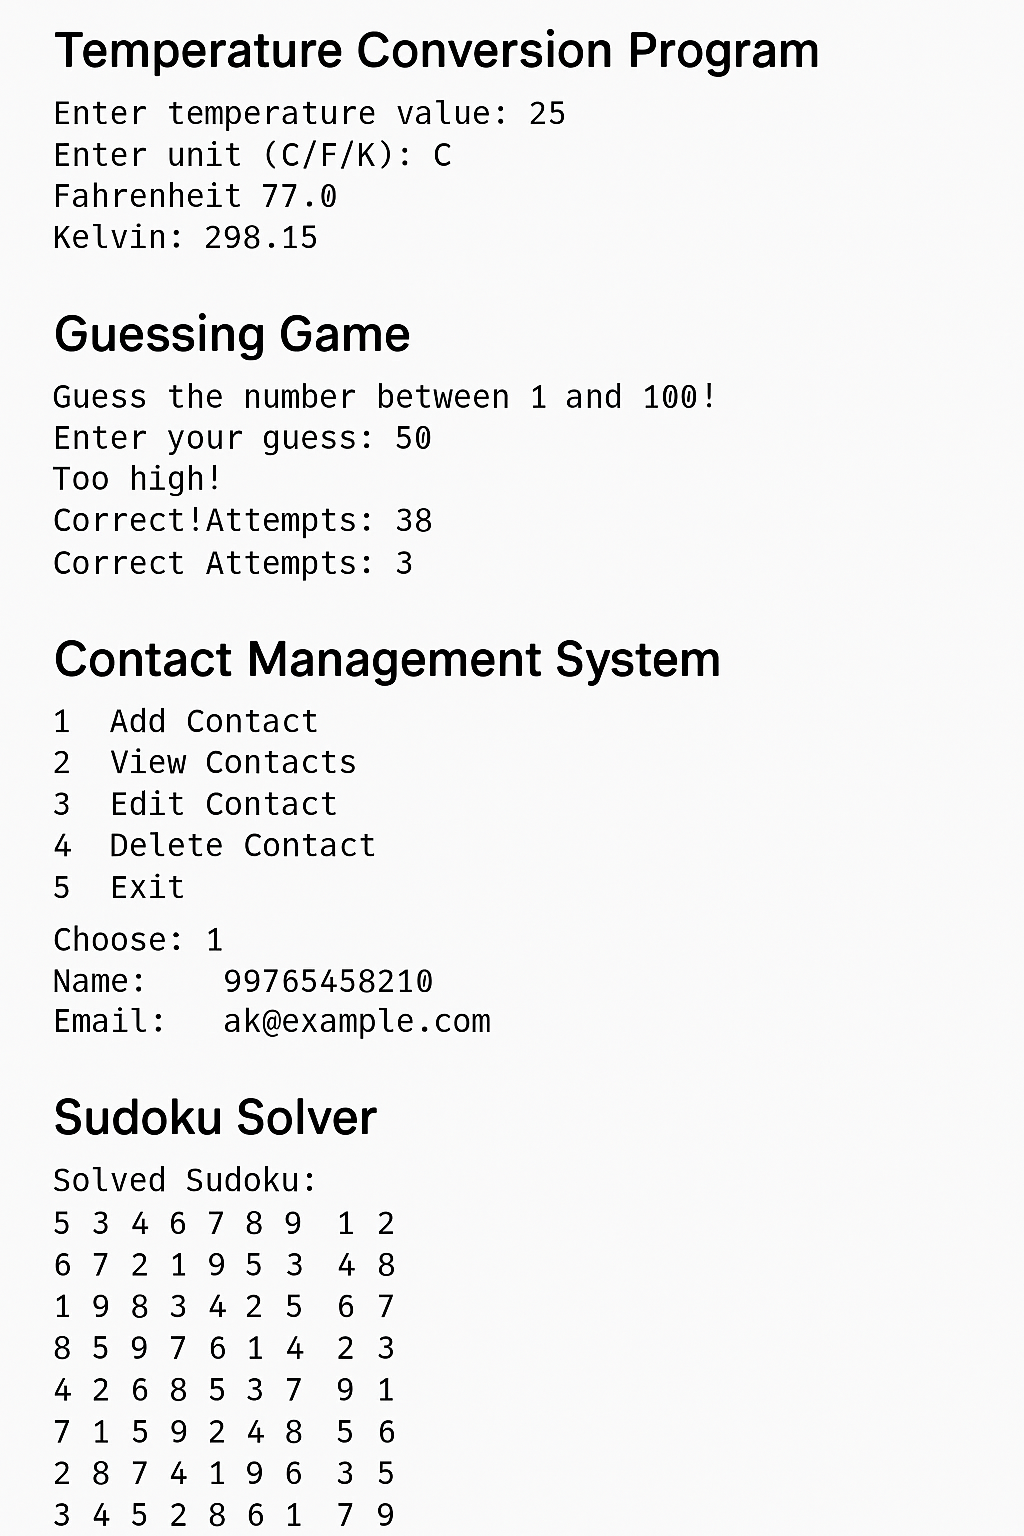 Temperature Conversion Program
Enter temperature value: 25
Enter unit (C/F/K): C
Fahrenheit 77.0
Kelvin: 298.15
Guessing Game
Guess the number between 1 and 100!
Enter your guess: 50
Too high!
Correct!Attempts: 38
Correct Attempts: 3
Contact Management System
1 Add Contact
2 View Contacts
3 Edit Contact
4 Delete Contact
5 Exit
Choose: 1
Name: 99765458210
Email: ak@example.com
Sudoku Solver
Solved Sudoku:
5 3 4 6 7 8 9 1 2
6 7 2 1 9 5 3 4 8
1 9 8 3 4 2 5 6 7
8 5 9 7 6 1 4 2 3
4 2 6 8 5 3 7 9 1
7 1 5 9 2 4 8 5 6
2 8 7 4 1 9 6 3 5
3 4 5 2 8 6 1 7 9